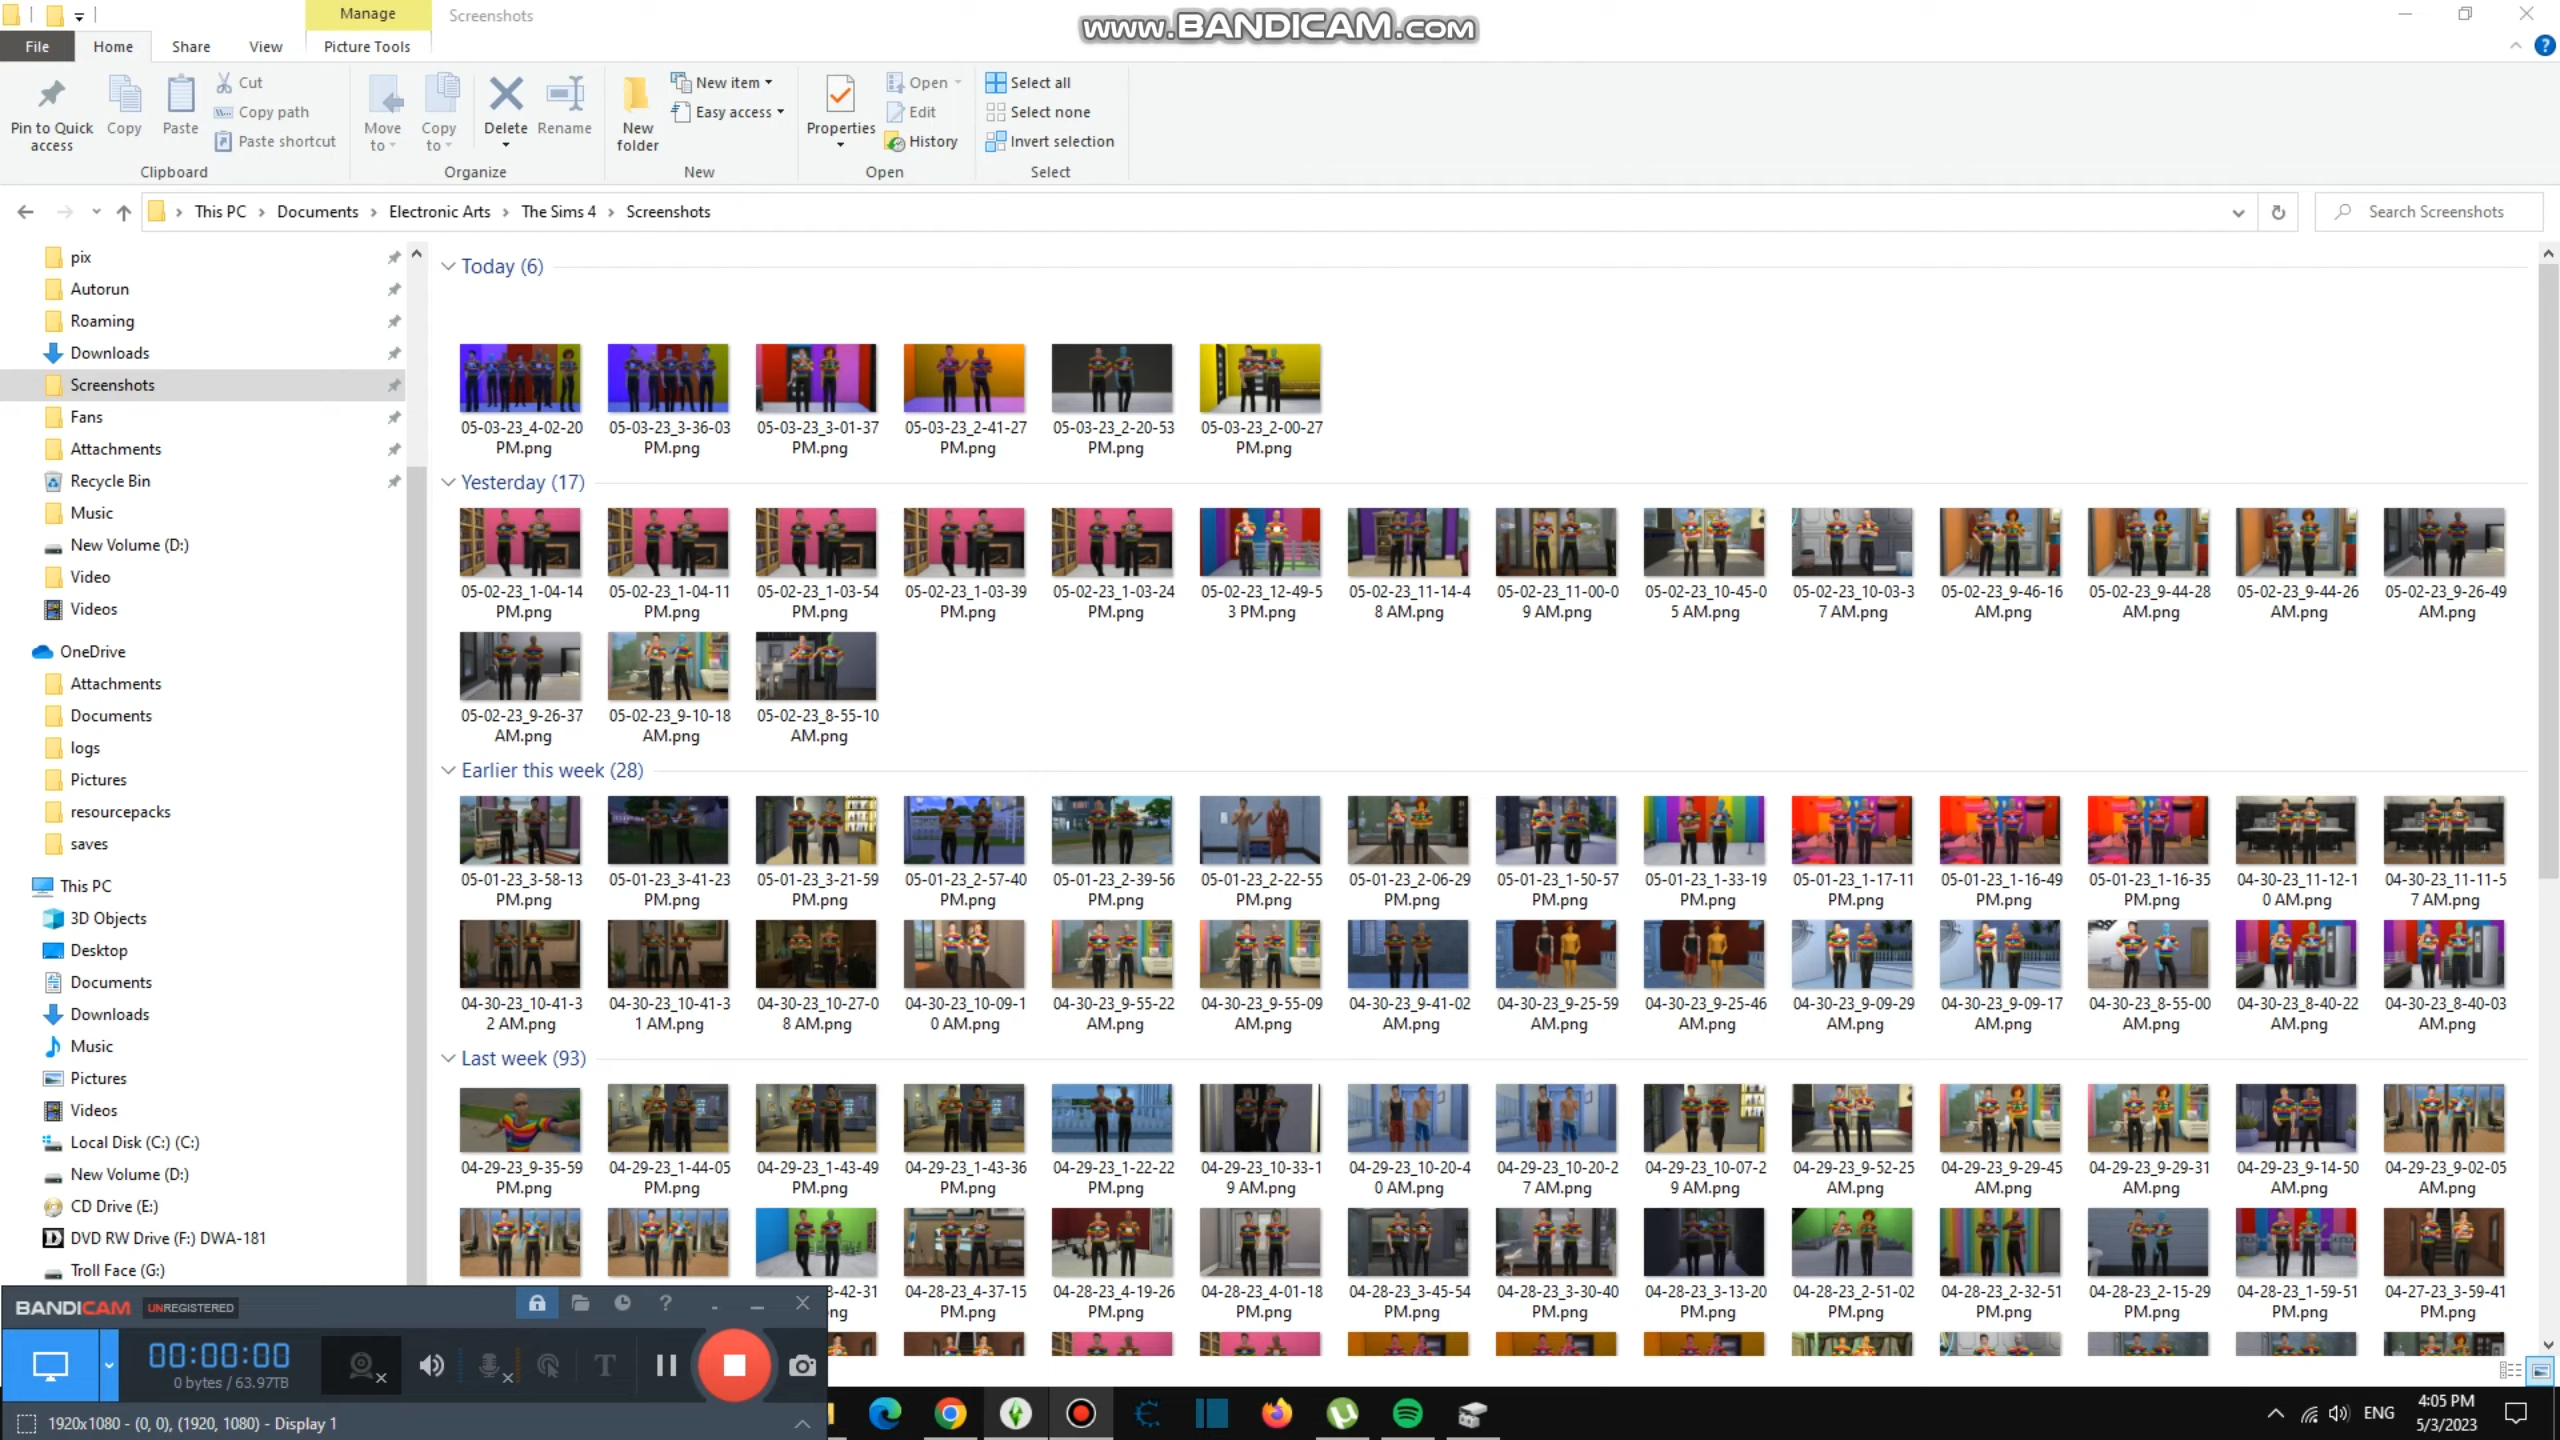 Manage
Screenshots
www.BANDICAM.com
File
Home
Share
View
Picture Tools
Pin to Quick access
Copy
Paste
Cut
Copy path
Paste shortcut
Move to
Copy to
Delete
Rename
New folder
New item
Easy access
Properties
Open
Edit
History
Select all
Select none
Invert selection
Clipboard
Organize
New
Open
Select
This PC
Documents
Electronic Arts
The Sims 4
Screenshots
Search Screenshots
pix
Autorun
Roaming
Downloads
Screenshots
Fans
Attachments
Recycle Bin
Music
New Volume (D:)
Video
Videos
OneDrive
Attachments
Documents
logs
Pictures
resourcepacks
saves
This PC
3D Objects
Desktop
Documents
Downloads
Music
Pictures
Videos
Local Disk (C:) (C:)
New Volume (D:)
CD Drive (E:)
DVD RW Drive (F:) DWA-181
Troll Face (G:)
Today (6)
05-03-23_4-02-20 05-03-23_3-36-03 05-03-23_3-01-37 05-03-23_2-41-27 05-03-23_2-20-53 05-03-23_2-00-27
PM.png PM.png PM.png PM.png PM.png PM.png
Yesterday (17)
05-02-23_1-04-14 05-02-23_1-04-11 05-02-23_1-03-54 05-02-23_1-03-39 05-02-23_1-03-24 05-02-23_12-49-5 05-02-23_11-14-4 05-02-23_11-00-0 05-02-23_10-45-0 05-02-23_10-03-3 05-02-23_9-46-16 05-02-23_9-44-28 05-02-23_9-44-26 05-02-23_9-26-49
PM.png PM.png PM.png PM.png PM.png 3 PM.png 8 AM.png 9 AM.png 5 AM.png 7 AM.png AM.png AM.png AM.png AM.png
05-02-23_9-26-37 05-02-23_9-10-18 05-02-23_8-55-10
AM.png AM.png AM.png
Earlier this week (28)
05-01-23_3-58-13 05-01-23_3-41-23 05-01-23_3-21-59 05-01-23_2-57-40 05-01-23_2-39-56 05-01-23_2-22-55 05-01-23_2-06-29 05-01-23_1-50-57 05-01-23_1-33-19 05-01-23_1-17-11 05-01-23_1-16-49 05-01-23_1-16-35 04-30-23_11-12-1 04-30-23_11-11-5
PM.png PM.png PM.png PM.png PM.png PM.png PM.png PM.png PM.png PM.png PM.png PM.png 0 AM.png 7 AM.png
04-30-23_10-41-3 04-30-23_10-41-3 04-30-23_10-27-0 04-30-23_10-09-1 04-30-23_9-55-22 04-30-23_9-55-09 04-30-23_9-41-02 04-30-23_9-25-59 04-30-23_9-25-46 04-30-23_9-09-29 04-30-23_9-09-17 04-30-23_8-55-00 04-30-23_8-40-22 04-30-23_8-40-03
2 AM.png 1 AM.png 8 AM.png 0 AM.png AM.png AM.png AM.png AM.png AM.png AM.png AM.png AM.png AM.png AM.png
Last week (93)
04-29-23_9-35-59 04-29-23_1-44-05 04-29-23_1-43-49 04-29-23_1-43-36 04-29-23_1-22-22 04-29-23_10-33-1 04-29-23_10-20-4 04-29-23_10-20-2 04-29-23_10-07-2 04-29-23_9-52-25 04-29-23_9-29-45 04-29-23_9-29-31 04-29-23_9-14-50 04-29-23_9-02-05
PM.png PM.png PM.png PM.png PM.png 9 AM.png 0 AM.png 7 AM.png 9 AM.png AM.png AM.png AM.png AM.png AM.png
-42-31 04-28-23_4-37-15 04-28-23_4-19-26 04-28-23_4-01-18 04-28-23_3-45-54 04-28-23_3-30-40 04-28-23_3-13-20 04-28-23_2-51-02 04-28-23_2-32-51 04-28-23_2-15-29 04-28-23_1-59-51 04-27-23_3-59-41
ng PM.png PM.png PM.png PM.png PM.png PM.png PM.png PM.png PM.png PM.png PM.png
BANDICAM UNREGISTERED
00:00:00
0 bytes / 63.97TB
1920x1080 - (0, 0), (1920, 1080) - Display 1
ENG
4:05 PM
5/3/2023